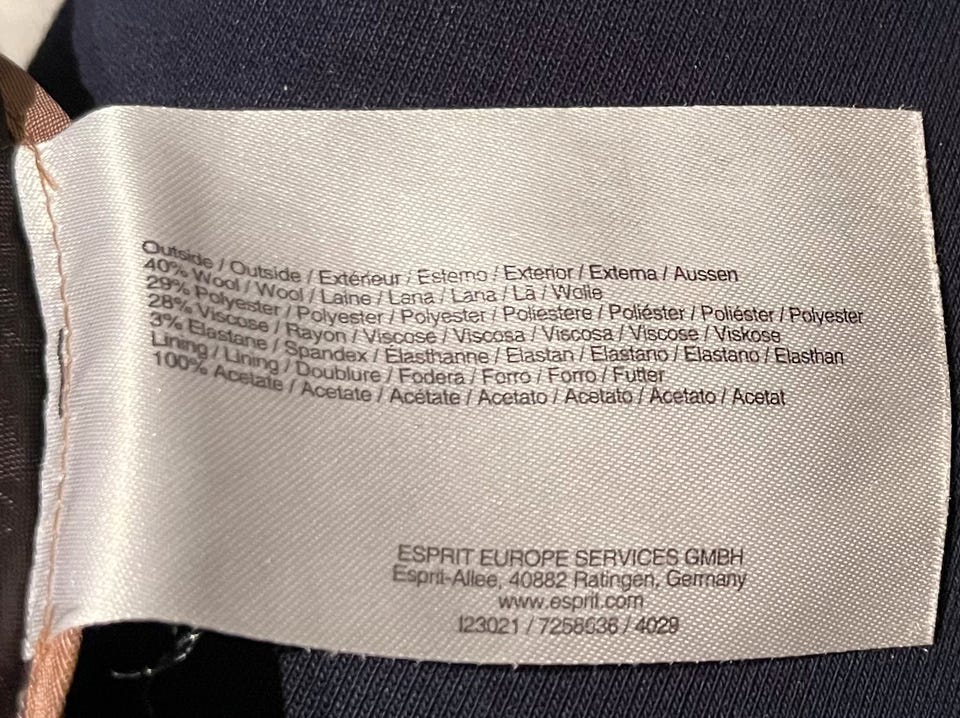 Outside / Outside / Extérieur / Esterno / Exterior / Externa / Aussen
40% Wool / Wool / Laine / Lana / Lana / Lã / Wolle
29% Polyester / Polyester / Polyester / Poliestere / Poliéster / Poliéster / Polyester
28% Viscose / Rayon / Viscose / Viscosa / Viscosa / Viscose / Viskose
3% Elastane / Spandex / Élasthanne / Elastan / Elastano / Elastano / Elasthan
Lining / Lining / Doublure / Fodera / Forro / Forro / Futter
100% Acetate / Acetate / Acétate / Acetato / Acetato / Acetato / Acetat
ESPRIT EUROPE SERVICES GMBH
Esprit-Allee, 40882 Ratingen, Germany
www.esprit.com
I23021 / 7258636 / 4029